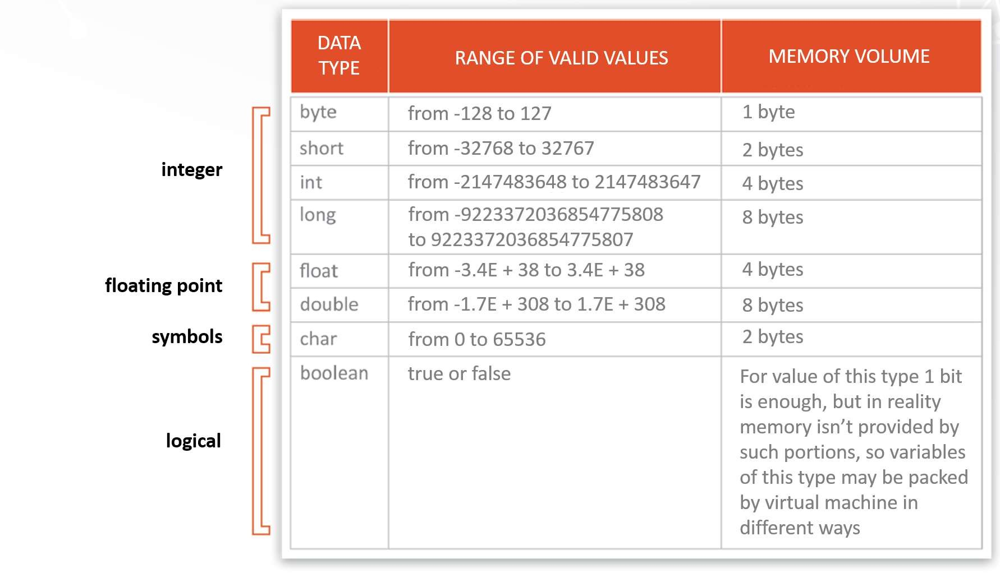 DATA
TYPE
RANGE OF VALID VALUES
MEMORY VOLUME
integer
byte
from -128 to 127
1 byte
short
from -32768 to 32767
2 bytes
int
from -2147483648 to 2147483647
4 bytes
long
from -9223372036854775808
to 9223372036854775807
8 bytes
floating point
float
from -3.4E + 38 to 3.4E + 38
4 bytes
double
from -1.7E + 308 to 1.7E + 308
8 bytes
symbols
char
from 0 to 65536
2 bytes
logical
boolean
true or false
For value of this type 1 bit
is enough, but in reality
memory isn’t provided by
such portions, so variables
of this type may be packed
by virtual machine in
different ways